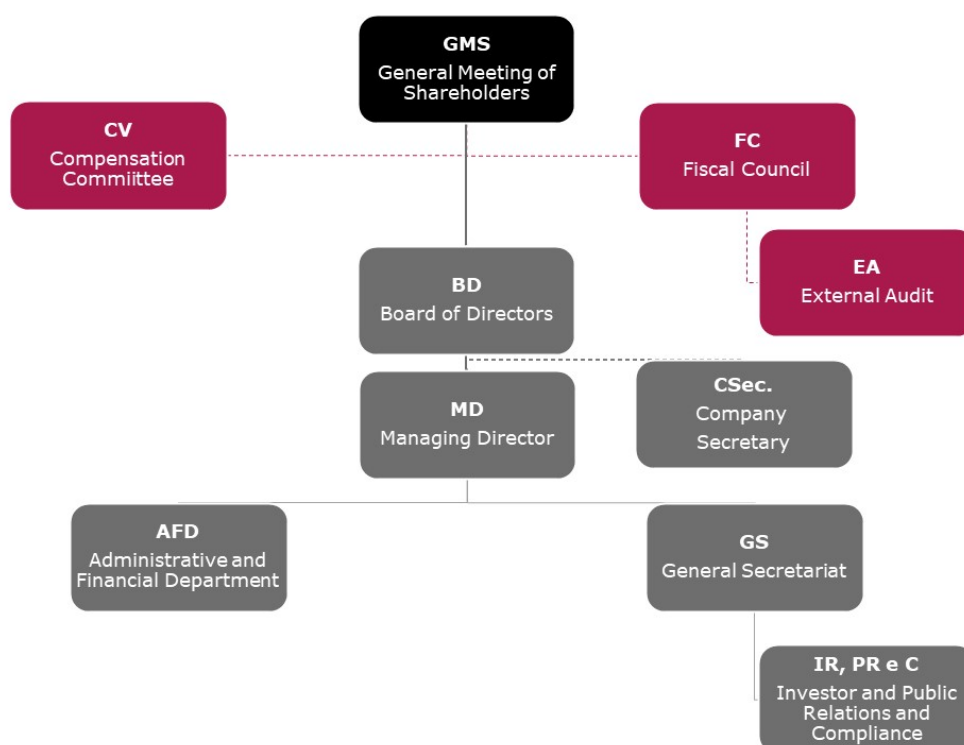 GMS
General Meeting of
Shareholders
CV
Compensation
Commiittee
FC
Fiscal Council
EA
External Audit
BD
Board of Directors
CSec.
Company
Secretary
MD
Managing Director
AFD
Administrative and
Financial Department
GS
General Secretariat
IR, PR e C
Investor and Public
Relations and
Compliance